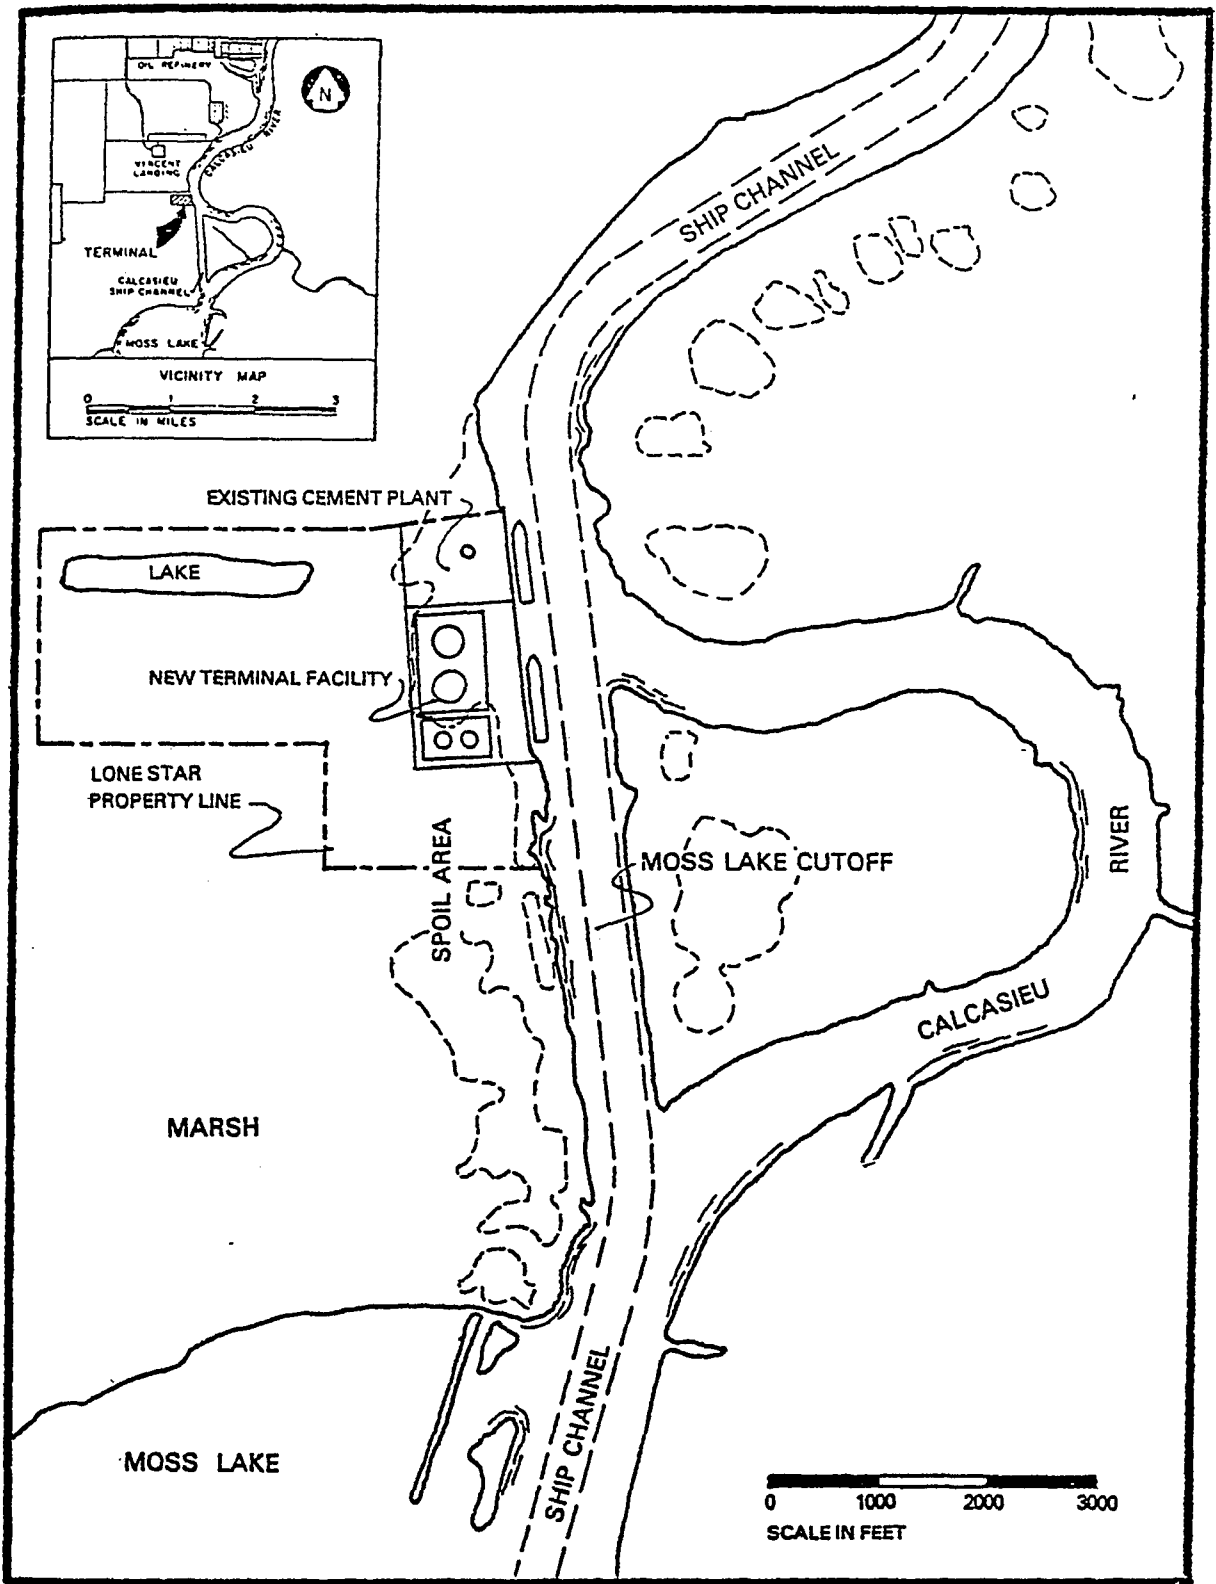 OIL REFINERY
N
CALCASIEU RIVER
VINCENT
LANDING
TERMINAL
CALCASIEU
SHIP CHANNEL
MOSS LAKE
VICINITY MAP
0 1 2 3
SCALE IN MILES
SHIP CHANNEL
EXISTING CEMENT PLANT
LAKE
NEW TERMINAL FACILITY
LONE STAR
PROPERTY LINE
SPOIL AREA
MOSS LAKE CUTOFF
RIVER
CALCASIEU
MARSH
SHIP CHANNEL
MOSS LAKE
0 1000 2000 3000
SCALE IN FEET